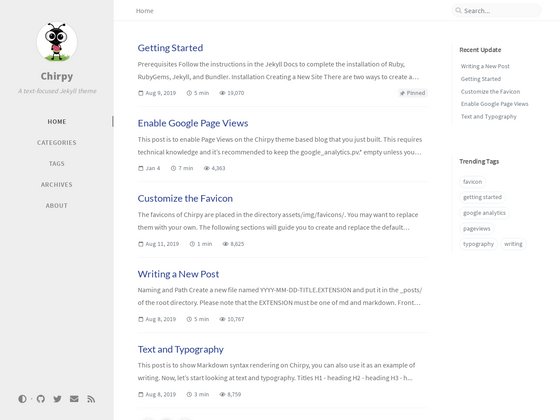 Chirpy
A text-focused Jekyll theme
HOME
CATEGORIES
TAGS
ARCHIVES
ABOUT
Home
Search...
Getting Started
Prerequisites Follow the instructions in the Jekyll Docs to complete the installation of Ruby,
RubyGems, Jekyll, and Bundler. Installation Creating a New Site There are two ways to create a…
Aug 9, 2019 5 min 19,070 Pinned
Enable Google Page Views
This post is to enable Page Views on the Chirpy theme based blog that you just built. This requires
technical knowledge and it's recommended to keep the google_analytics.pv.* empty unless you…
Jan 4 7 min 4,363
Customize the Favicon
The favicons of Chirpy are placed in the directory assets/img/favicons/. You may want to replace
them with your own. The following sections will guide you to create and replace the default…
Aug 11, 2019 1 min 8,625
Writing a New Post
Naming and Path Create a new file named YYYY-MM-DD-TITLE.EXTENSION and put it in the _posts/
of the root directory. Please note that the EXTENSION must be one of md and markdown. Front…
Aug 8, 2019 5 min 10,767
Text and Typography
This post is to show Markdown syntax rendering on Chirpy, you can also use it as an example of
writing. Now, let's start looking at text and typography. Titles H1 - heading H2 - heading H3 - h...
Aug 8, 2019 3 min 8,759
Recent Update
Writing a New Post
Getting Started
Customize the Favicon
Enable Google Page Views
Text and Typography
Trending Tags
favicon
getting started
google analytics
pageviews
typography writing